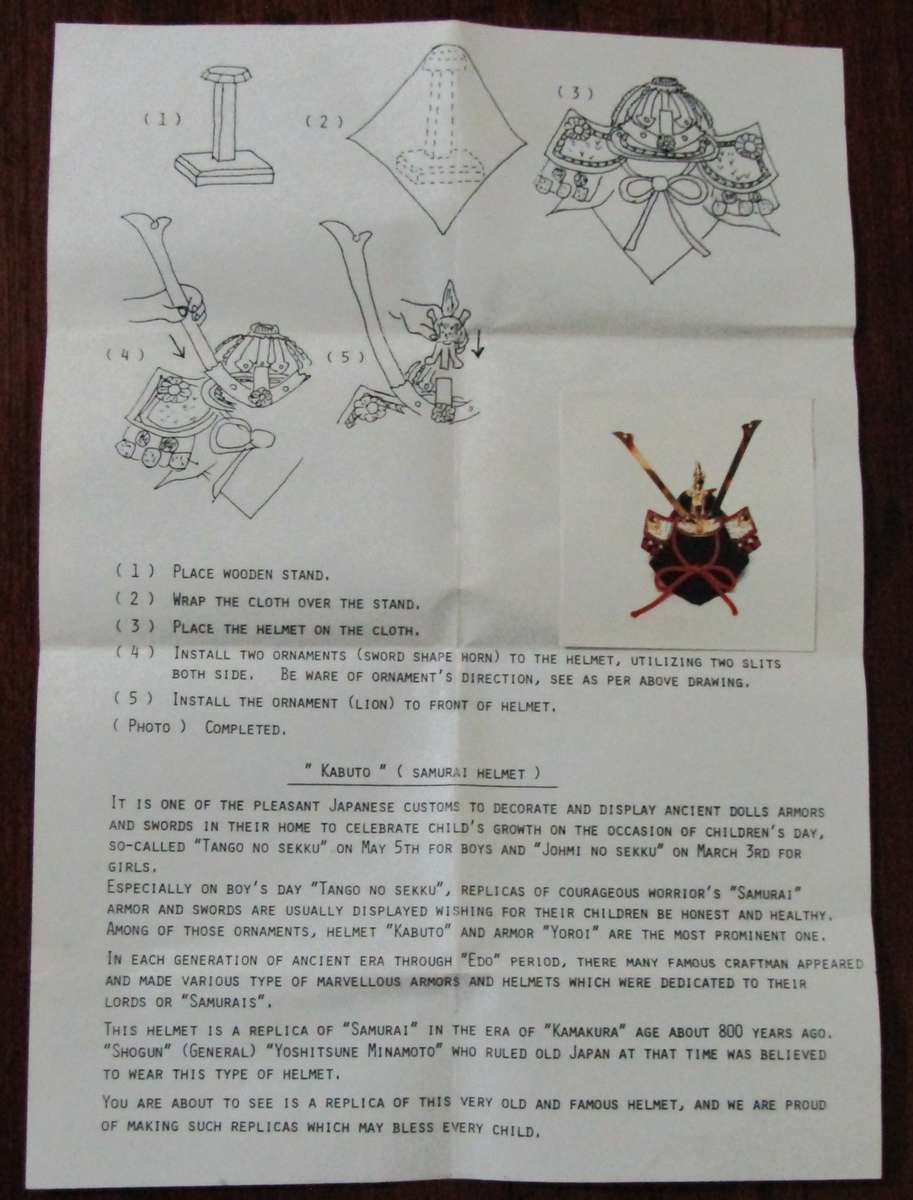 (1)
(2)
(3)
(4)
(5)
(1) PLACE WOODEN STAND.
(2) WRAP THE CLOTH OVER THE STAND.
(3) PLACE THE HELMET ON THE CLOTH.
(4) INSTALL TWO ORNAMENTS (SWORD SHAPE HORN) TO THE HELMET, UTILIZING TWO SLITS
BOTH SIDE. BE WARE OF ORNAMENT'S DIRECTION, SEE AS PER ABOVE DRAWING.
(5) INSTALL THE ORNAMENT (LION) TO FRONT OF HELMET.
(PHOTO) COMPLETED.
"KABUTO" (SAMURAI HELMET)
IT IS ONE OF THE PLEASANT JAPANESE CUSTOMS TO DECORATE AND DISPLAY ANCIENT DOLLS ARMORS
AND SWORDS IN THEIR HOME TO CELEBRATE CHILD'S GROWTH ON THE OCCASION OF CHILDREN'S DAY,
SO-CALLED "TANGO NO SEKKU" ON MAY 5TH FOR BOYS AND "JOHMI NO SEKKU" ON MARCH 3RD FOR
GIRLS.
ESPECIALLY ON BOY'S DAY "TANGO NO SEKKU", REPLICAS OF COURAGEOUS WORRIOR'S "SAMURAI"
ARMOR AND SWORDS ARE USUALLY DISPLAYED WISHING FOR THEIR CHILDREN BE HONEST AND HEALTHY.
AMONG OF THOSE ORNAMENTS, HELMET "KABUTO" AND ARMOR "YOROI" ARE THE MOST PROMINENT ONE.
IN EACH GENERATION OF ANCIENT ERA THROUGH "EDO" PERIOD, THERE MANY FAMOUS CRAFTMAN APPEARED
AND MADE VARIOUS TYPE OF MARVELLOUS ARMORS AND HELMETS WHICH WERE DEDICATED TO THEIR
LORDS OR "SAMURAIS".
THIS HELMET IS A REPLICA OF "SAMURAI" IN THE ERA OF "KAMAKURA" AGE ABOUT 800 YEARS AGO.
"SHOGUN" (GENERAL) "YOSHITSUNE MINAMOTO" WHO RULED OLD JAPAN AT THAT TIME WAS BELIEVED
TO WEAR THIS TYPE OF HELMET.
YOU ARE ABOUT TO SEE IS A REPLICA OF THIS VERY OLD AND FAMOUS HELMET, AND WE ARE PROUD
OF MAKING SUCH REPLICAS WHICH MAY BLESS EVERY CHILD.